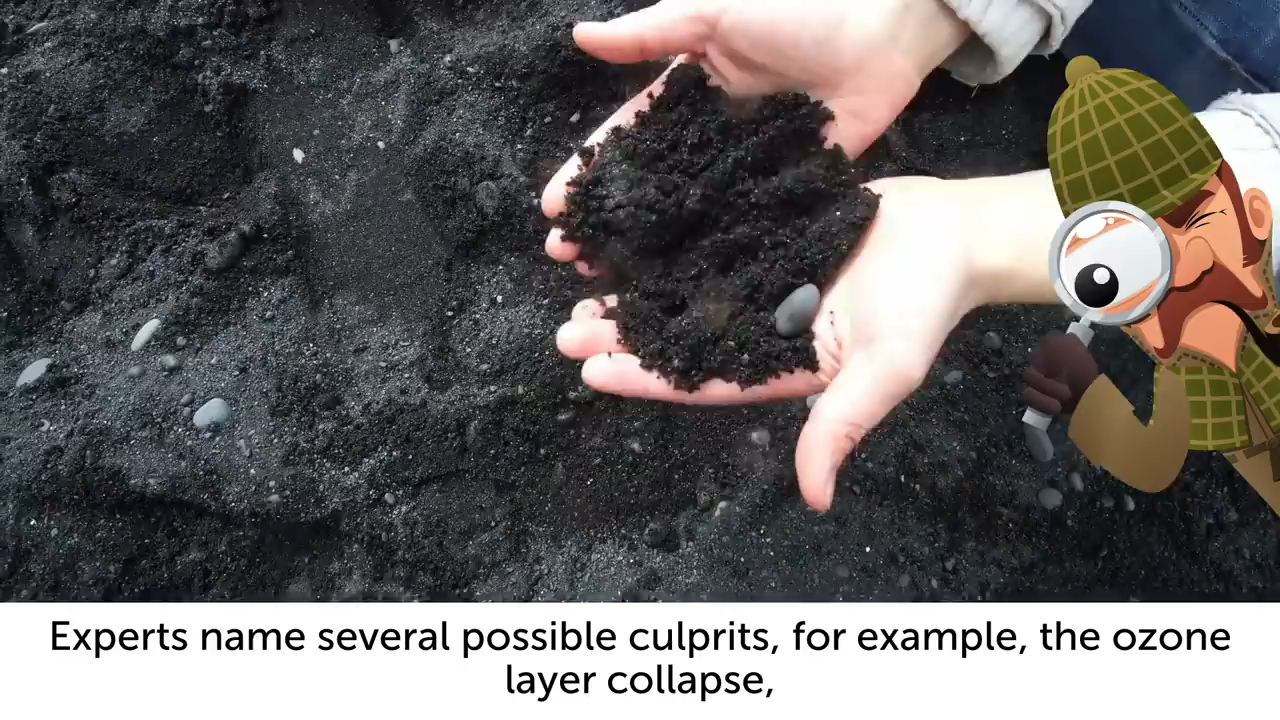 Experts name several possible culprits, for example, the ozone
layer collapse,